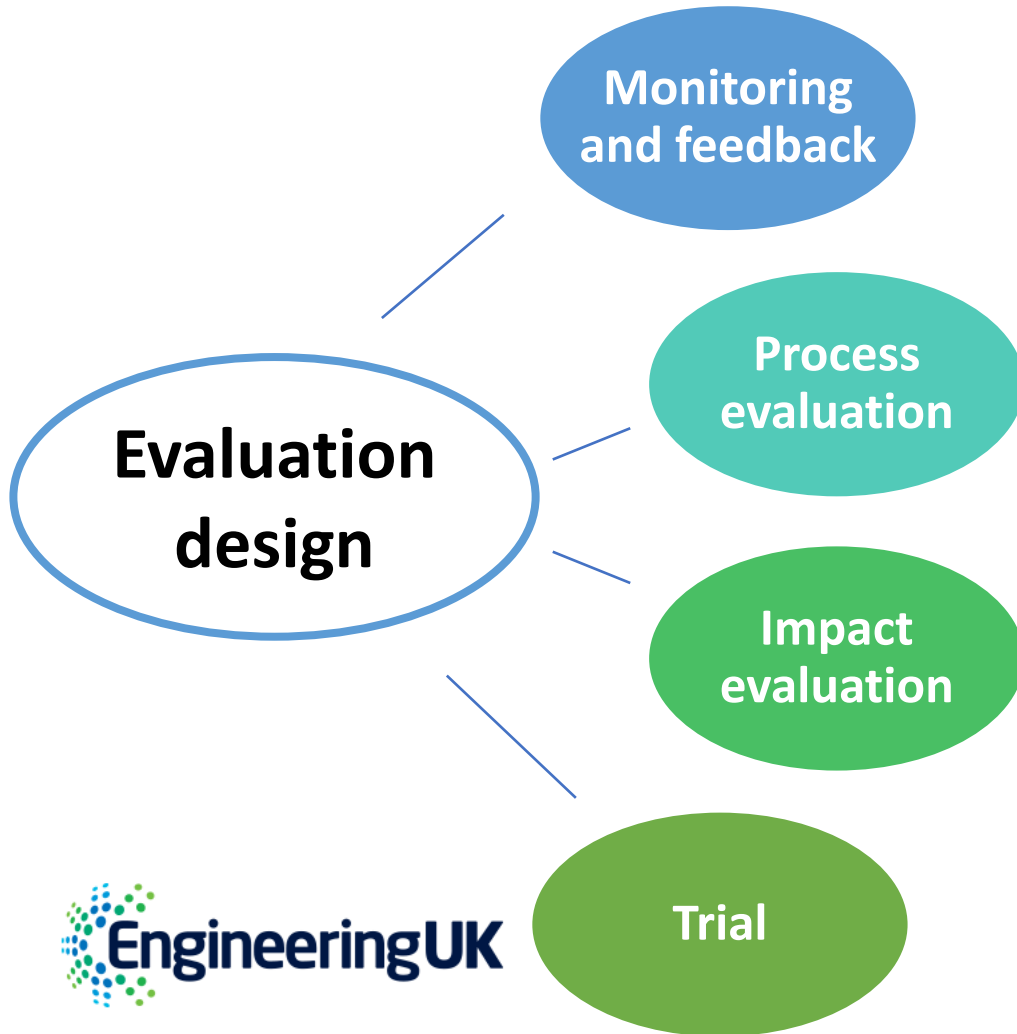 Monitoring
and feedback
Process
evaluation
Evaluation
design
Impact
evaluation
Trial
EngineeringUK